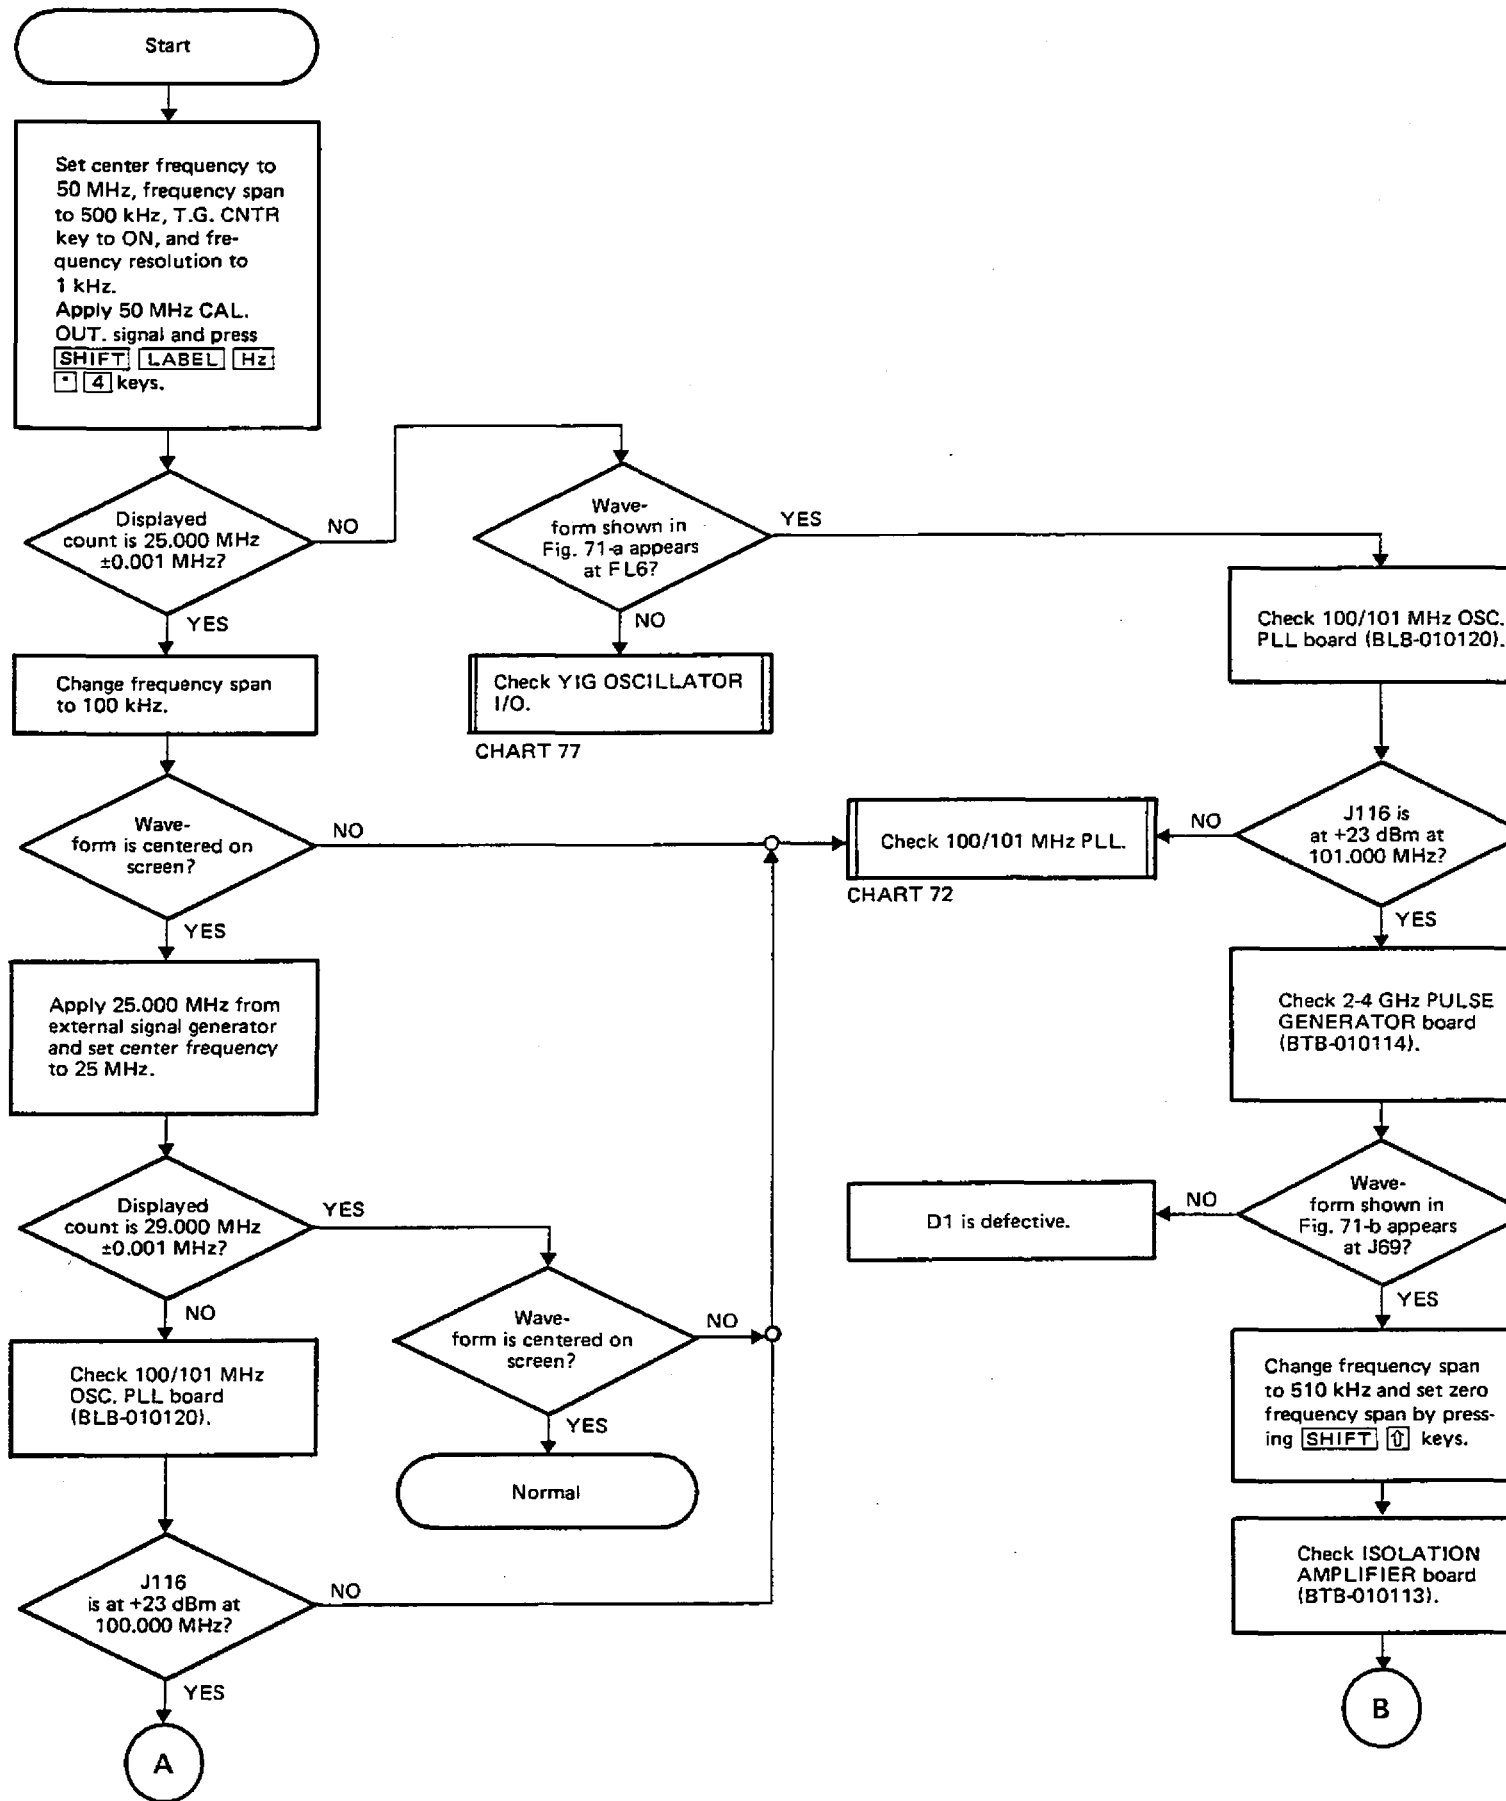 Start
Set center frequency to
50 MHz, frequency span
to 500 kHz, T.G. CNTR
key to ON, and fre-
quency resolution to
1 kHz.
Apply 50 MHz CAL.
OUT. signal and press
SHIFT LABEL Hz
4 keys.
Displayed
count is 25.000 MHz
±0.001 MHz?
NO
YES
Wave-
form shown in
Fig. 71-a appears
at FL6?
YES
NO
Check YIG OSCILLATOR
I/O.
CHART 77
Change frequency span
to 100 kHz.
Wave-
form is centered on
screen?
NO
YES
Check 100/101 MHz PLL.
CHART 72
Apply 25.000 MHz from
external signal generator
and set center frequency
to 25 MHz.
Displayed
count is 29.000 MHz
±0.001 MHz?
YES
NO
Wave-
form is centered on
screen?
NO
YES
Normal
Check 100/101 MHz
OSC. PLL board
(BLB-010120).
J116
is at +23 dBm at
100.000 MHz?
NO
YES
A
Check 100/101 MHz OSC.
PLL board (BLB-010120).
J116 is
at +23 dBm at
101.000 MHz?
NO
YES
Check 2-4 GHz PULSE
GENERATOR board
(BTB-010114).
Wave-
form shown in
Fig. 71-b appears
at J69?
NO
YES
D1 is defective.
Change frequency span
to 510 kHz and set zero
frequency span by press-
ing SHIFT ⇧ keys.
Check ISOLATION
AMPLIFIER board
(BTB-010113).
B